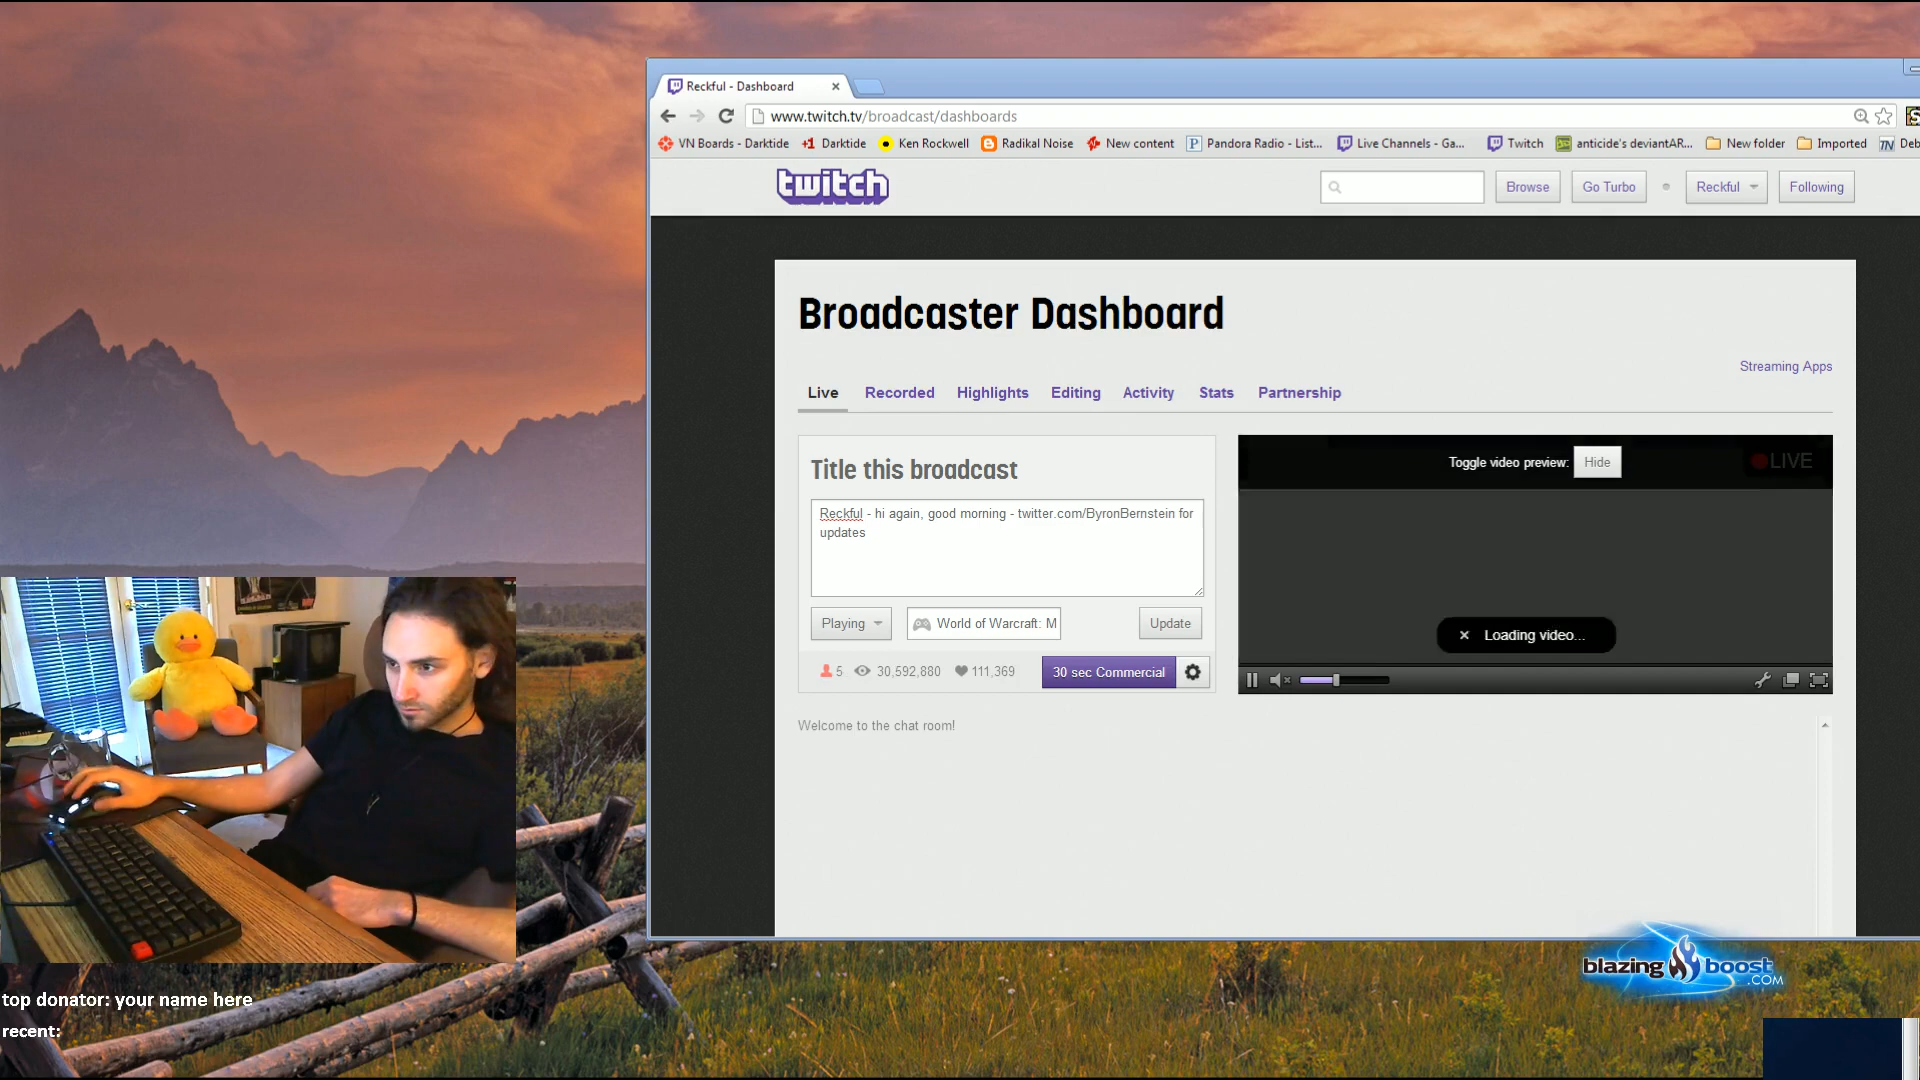 Reckful - Dashboard
www.twitch.tv/broadcast/dashboards
VN Boards - Darktide
+1 Darktide
Ken Rockwell
Radikal Noise
New content
Pandora Radio - List...
Live Channels - Ga...
Twitch
anticide's deviantAR...
New folder
Imported
TN Deb
twitch
Browse
Go Turbo
Reckful
Following
Broadcaster Dashboard
Streaming Apps
Live
Recorded
Highlights
Editing
Activity
Stats
Partnership
Title this broadcast
Toggle video preview:
Hide
LIVE
Reckful - hi again, good morning - twitter.com/ByronBernstein for
updates
Playing
World of Warcraft: M
Update
Loading video...
5
30,592,880
111,369
30 sec Commercial
Welcome to the chat room!
blazing boost
.COM
top donator: your name here
recent: